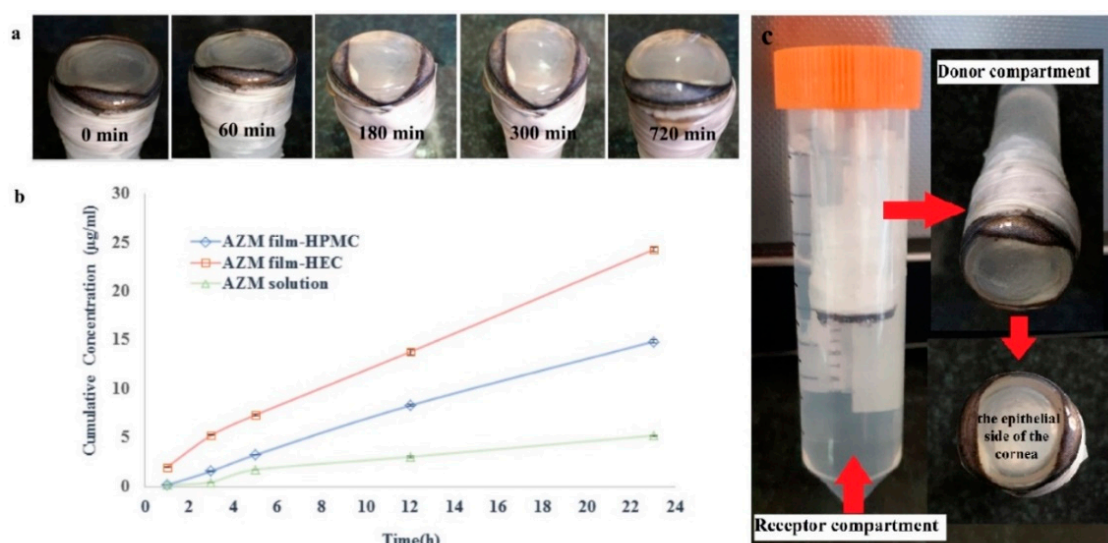 a
0 min
60 min
180 min
300 min
720 min
b
30
25
20
15
10
5
0
Cumulative Concentration (µg/ml)
AZM film-HPMC
AZM film-HEC
AZM solution
0 2 4 6 8 10 12 14 16 18 20 22 24
Time(h)
c
Donor compartment
the epithelial
side of the
cornea
Receptor compartment